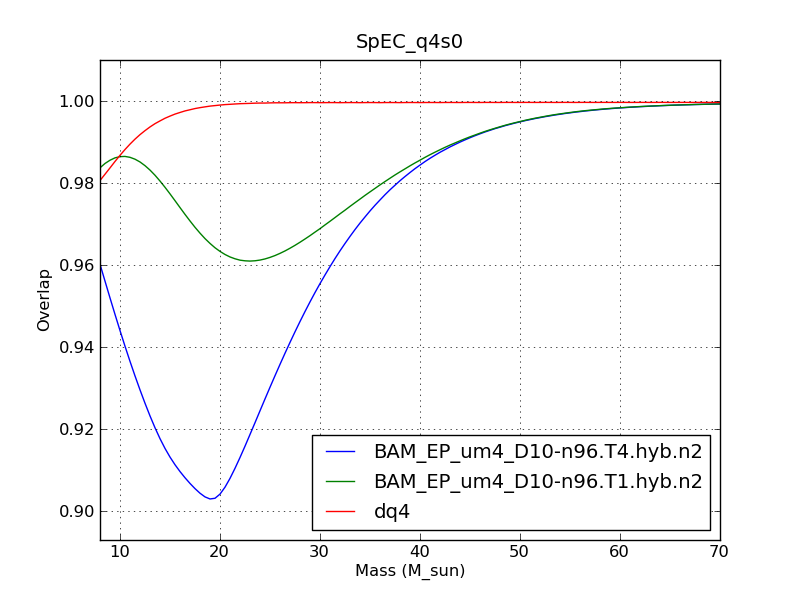 SpEC_q4s0
1.00
0.98
0.96
0.94
0.92
0.90
Overlap
10
20
30
40
50
60
70
Mass (M_sun)
BAM_EP_um4_D10-n96.T4.hyb.n2
BAM_EP_um4_D10-n96.T1.hyb.n2
dq4